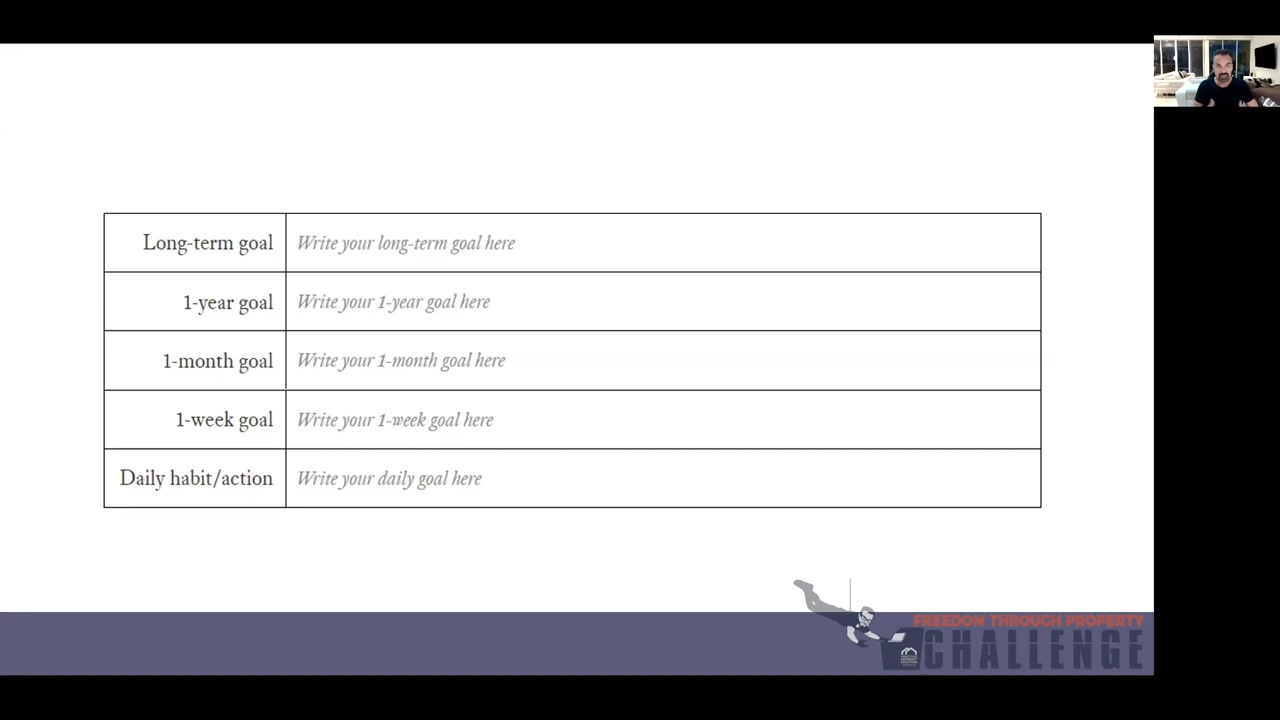 Long-term goal
Write your long-term goal here
1-year goal
Write your 1-year goal here
1-month goal
Write your 1-month goal here
1-week goal
Write your 1-week goal here
Daily habit/action
Write your daily goal here
FREEDOM THROUGH PROPERTY
CHALLENGE